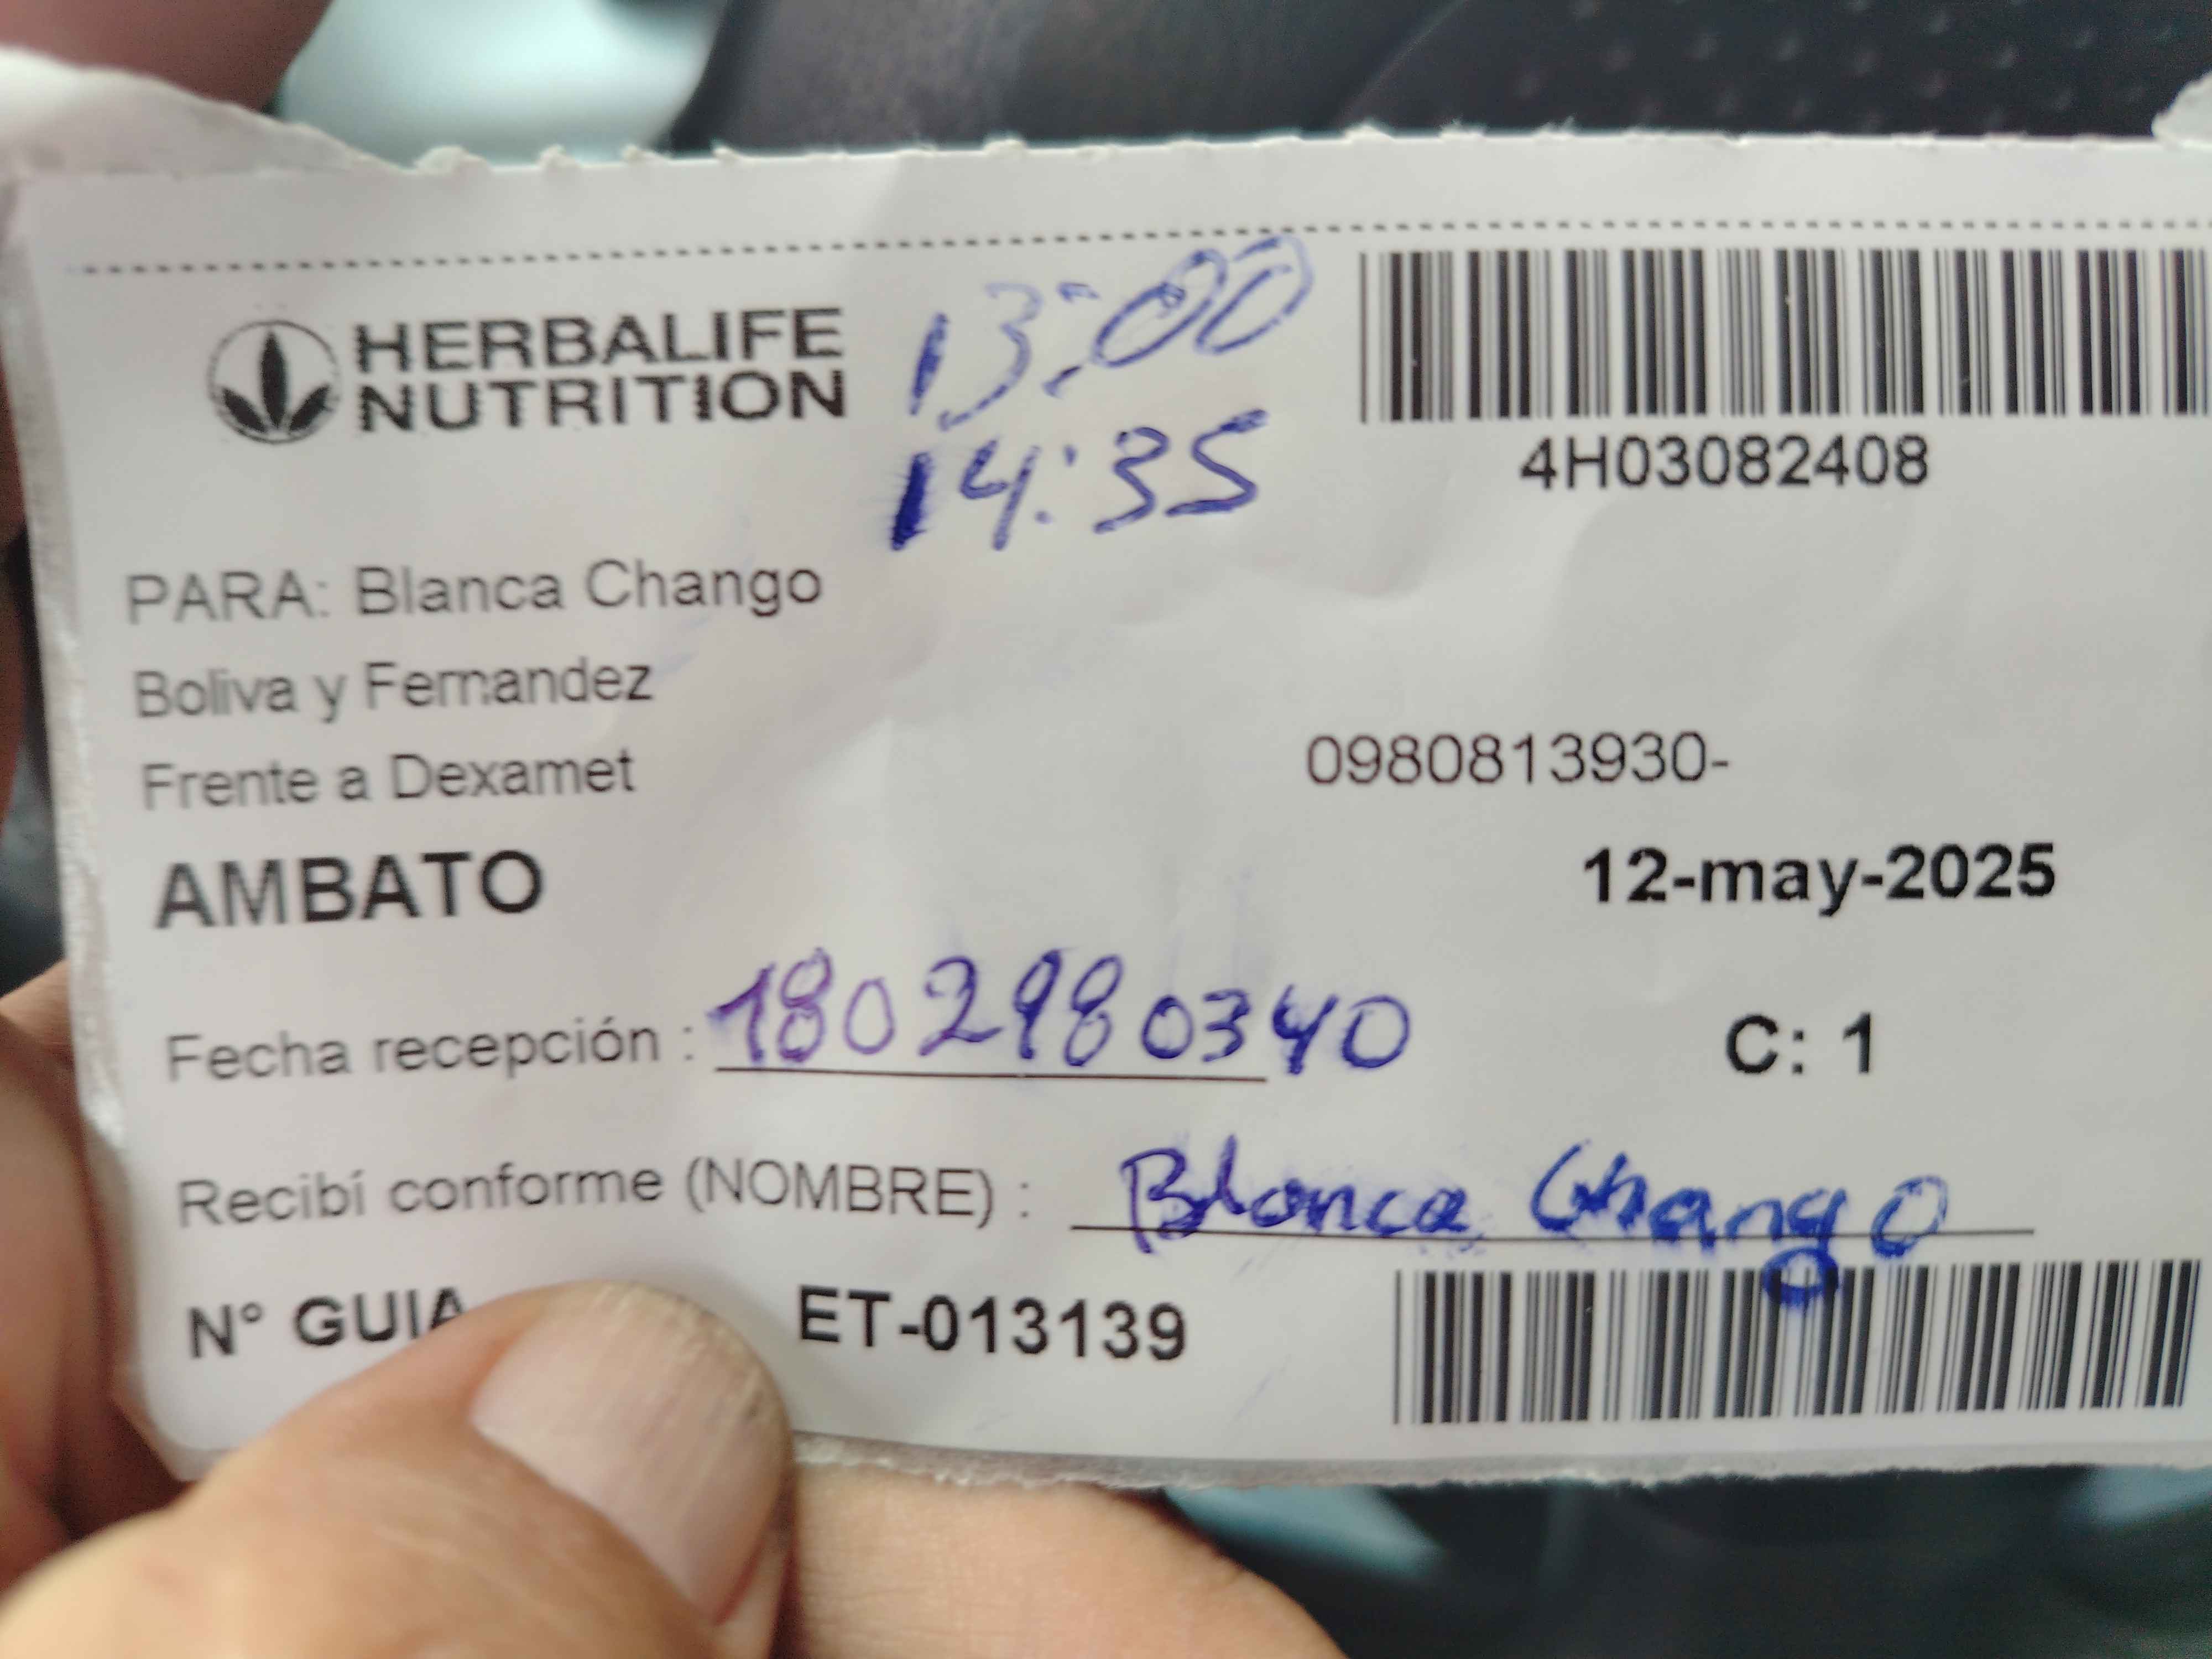 HERBALIFE
NUTRITION
13:00
14:35
4H03082408
PARA: Blanca Chango
Boliva y Fernandez
Frente a Dexamet
0980813930-
AMBATO
12-may-2025
Fecha recepción : 1802980340
C: 1
Recibí conforme (NOMBRE) : Blanca Chango
N° GUIA ET-013139